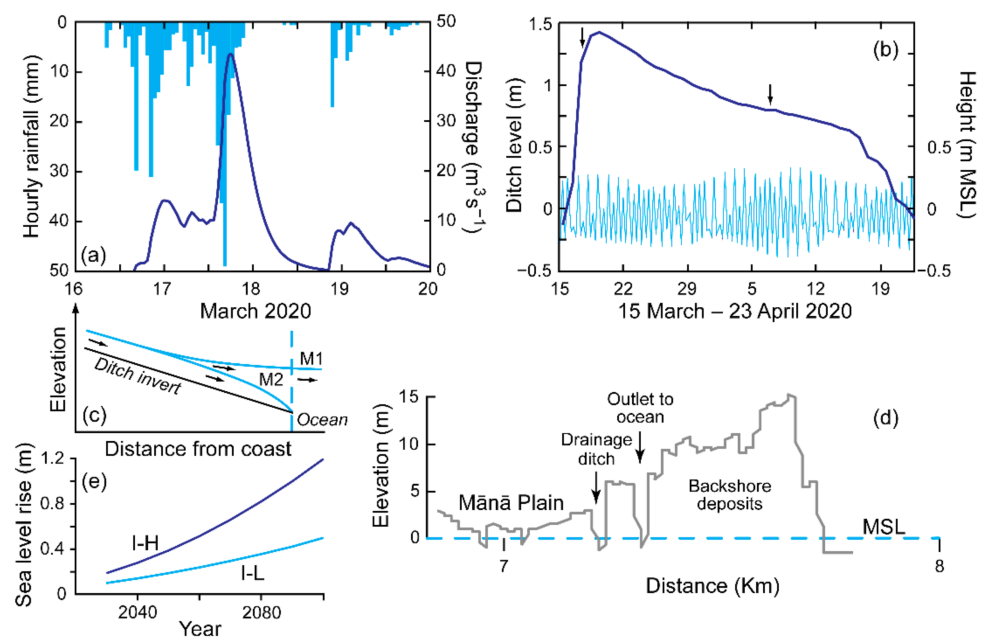 0
10
20
30
40
50
Hourly rainfall (mm)
50
40
30
20
10
0
Discharge (m³ s⁻¹)
(a)
16
17
18
19
20
March 2020
1.5
1
0.5
0
−0.5
Ditch level (m)
(b)
0.5
0
−0.5
Height (m MSL)
15
22
29
5
12
19
15 March – 23 April 2020
Elevation
Ditch invert
M1
M2
Ocean
(c)
Distance from coast
Elevation (m)
15
10
5
0
Outlet to
ocean
Drainage
ditch
Mānā Plain
Backshore
deposits
MSL
(d)
7
8
Distance (Km)
Sea level rise (m)
1.2
0.8
0.4
0
(e)
I-H
I-L
2040
2080
Year